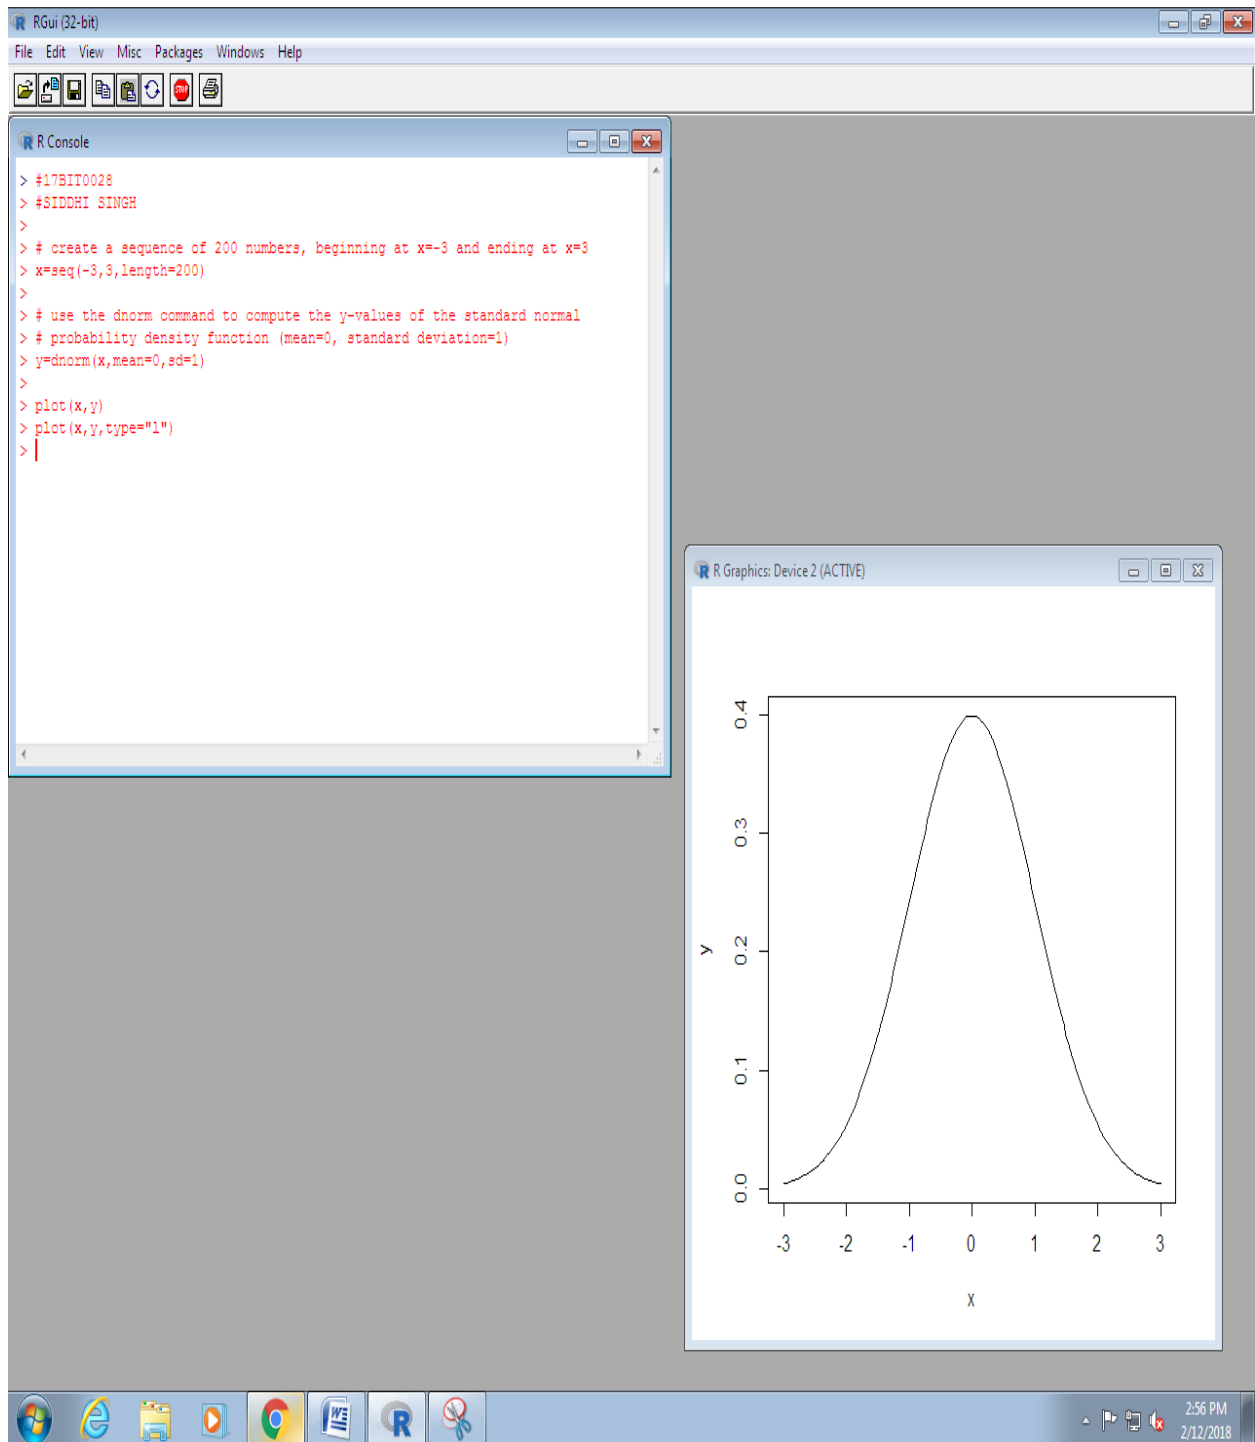 RGui (32-bit)
File Edit View Misc Packages Windows Help
STOP
R Console
> #17BIT0028
> #SIDDHI SINGH
>
> # create a sequence of 200 numbers, beginning at x=-3 and ending at x=3
> x=seq(-3,3,length=200)
>
> # use the dnorm command to compute the y-values of the standard normal
> # probability density function (mean=0, standard deviation=1)
> y=dnorm(x,mean=0,sd=1)
>
> plot(x,y)
> plot(x,y,type="l")
>
R Graphics: Device 2 (ACTIVE)
0.4
0.3
0.2
0.1
0.0
y
-3 -2 -1 0 1 2 3
x
2:56 PM
2/12/2018